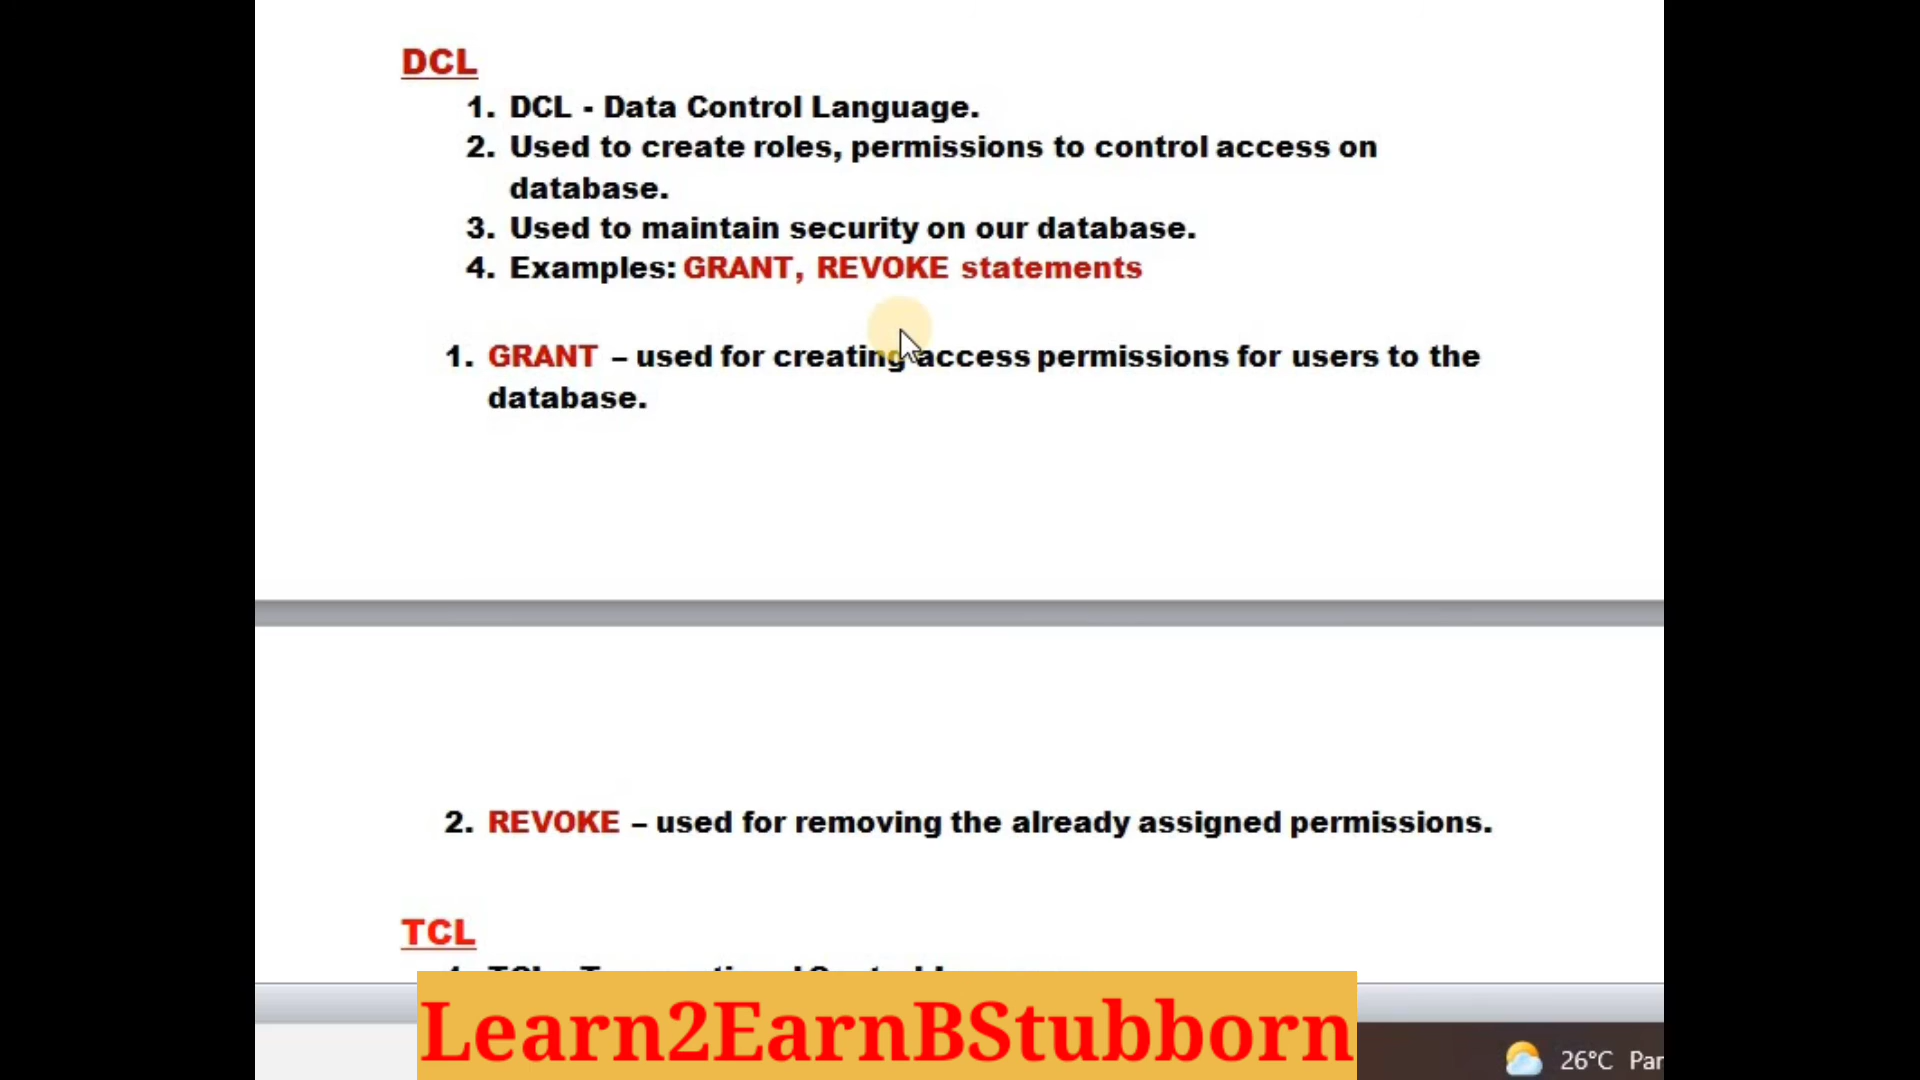 DCL
1. DCL - Data Control Language.
2. Used to create roles, permissions to control access on
database.
3. Used to maintain security on our database.
4. Examples: GRANT, REVOKE statements
1. GRANT – used for creating access permissions for users to the
database.
2. REVOKE – used for removing the already assigned permissions.
TCL
Learn2EarnBStubborn
26°C Par